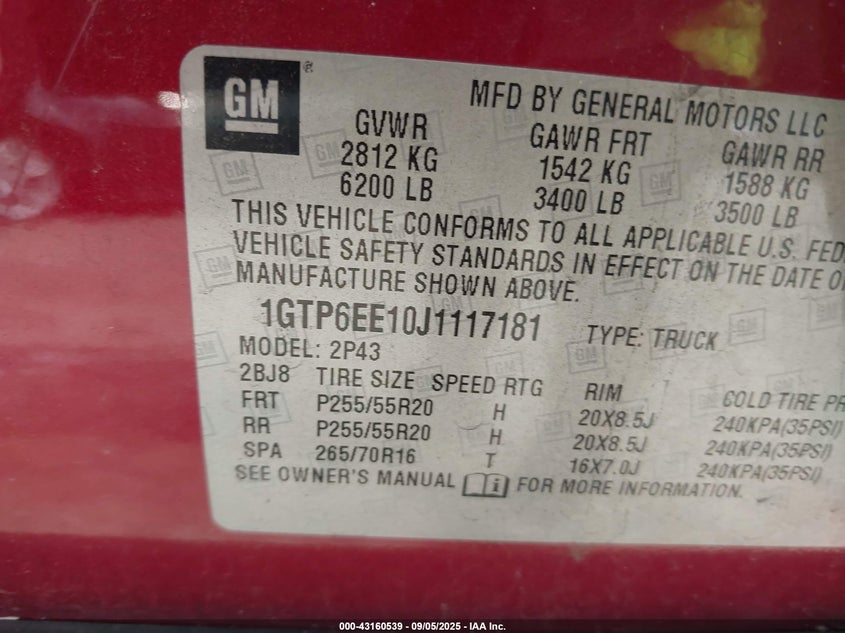 GM ®
MFD BY GENERAL MOTORS LLC
GVWR GAWR FRT GAWR RR
2812 KG 1542 KG 1588 KG
6200 LB 3400 LB 3500 LB
THIS VEHICLE CONFORMS TO ALL APPLICABLE U.S. FED
VEHICLE SAFETY STANDARDS IN EFFECT ON THE DATE O
MANUFACTURE SHOWN ABOVE.
1GTP6EE10J1117181 TYPE: TRUCK
MODEL: 2P43
2BJ8 TIRE SIZE SPEED RTG RIM COLD TIRE PR
FRT P255/55R20 H 20X8.5J 240KPA(35PSI)
RR P255/55R20 H 20X8.5J 240KPA(35PSI)
SPA 265/70R16 T 16X7.0J 240KPA(35PSI)
SEE OWNER'S MANUAL FOR MORE INFORMATION.
000-43160539 - 09/05/2025 - IAA Inc.